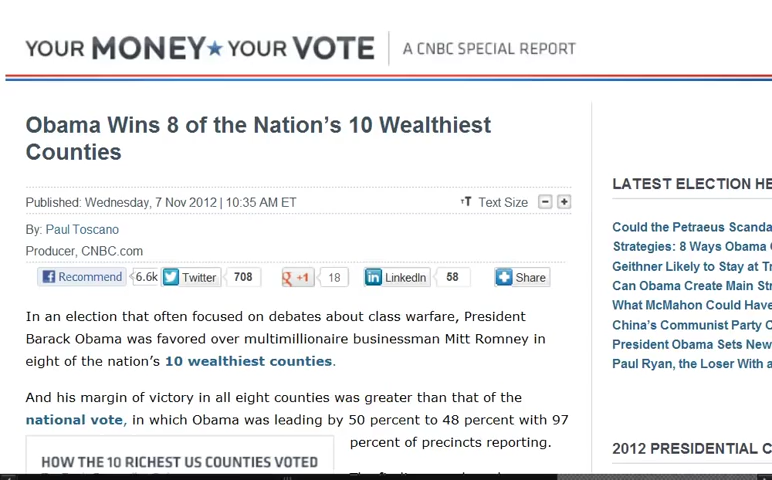 YOUR MONEY★YOUR VOTE A CNBC SPECIAL REPORT
Obama Wins 8 of the Nation's 10 Wealthiest
Counties
Published: Wednesday, 7 Nov 2012 | 10:35 AM ET
TT Text Size
By: Paul Toscano
Producer, CNBC.com
Recommend 6.6k Twitter 708 +1 18 LinkedIn 58 Share
In an election that often focused on debates about class warfare, President
Barack Obama was favored over multimillionaire businessman Mitt Romney in
eight of the nation's 10 wealthiest counties.
And his margin of victory in all eight counties was greater than that of the
national vote, in which Obama was leading by 50 percent to 48 percent with 97
percent of precincts reporting.
HOW THE 10 RICHEST US COUNTIES VOTED
LATEST ELECTION HE
Could the Petraeus Scanda
Strategies: 8 Ways Obama
Geithner Likely to Stay at Tr
Can Obama Create Main Str
What McMahon Could Have
China's Communist Party C
President Obama Sets New
Paul Ryan, the Loser With a
2012 PRESIDENTIAL C